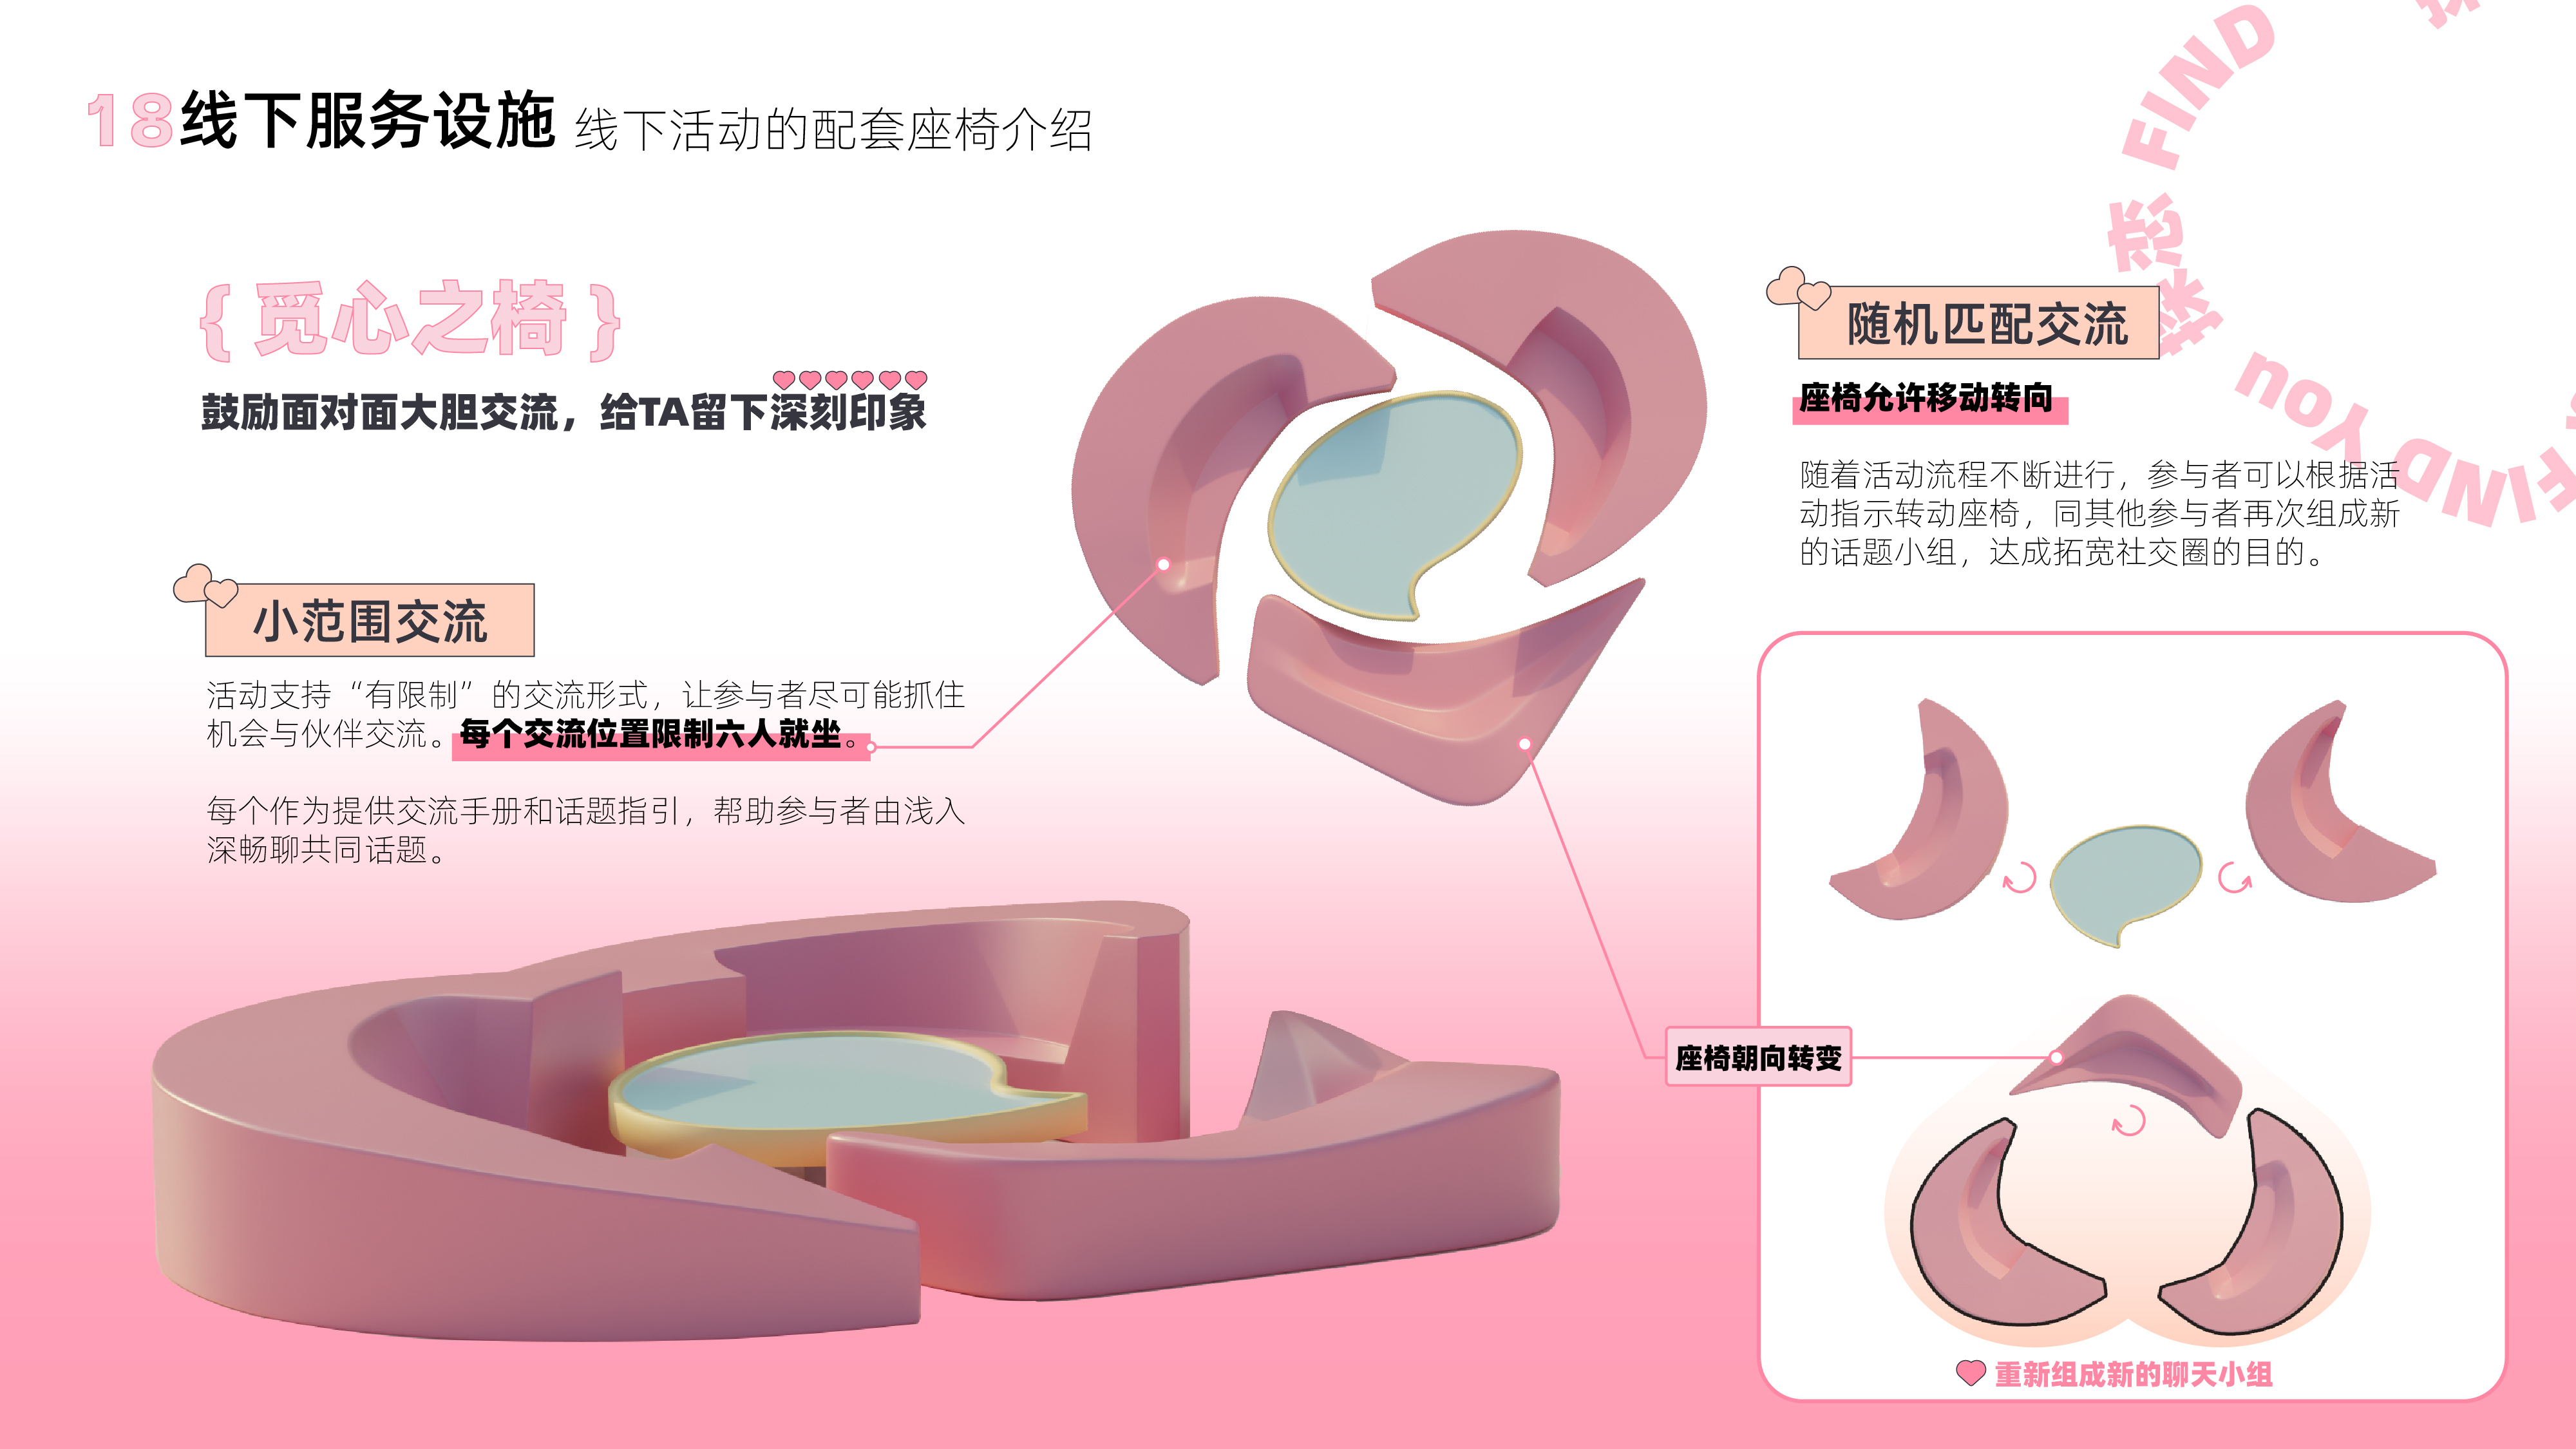 18线下服务设施 线下活动的配套座椅介绍
{ 觅心之椅 }
鼓励面对面大胆交流，给TA留下深刻印象
小范围交流
活动支持“有限制”的交流形式，让参与者尽可能抓住
机会与伙伴交流。每个交流位置限制六人就坐。
每个作为提供交流手册和话题指引，帮助参与者由浅入
深畅聊共同话题。
随机匹配交流
座椅允许移动转向
随着活动流程不断进行，参与者可以根据活
动指示转动座椅，同其他参与者再次组成新
的话题小组，达成拓宽社交圈的目的。
座椅朝向转变
重新组成新的聊天小组
FIND You 探恋 FIND